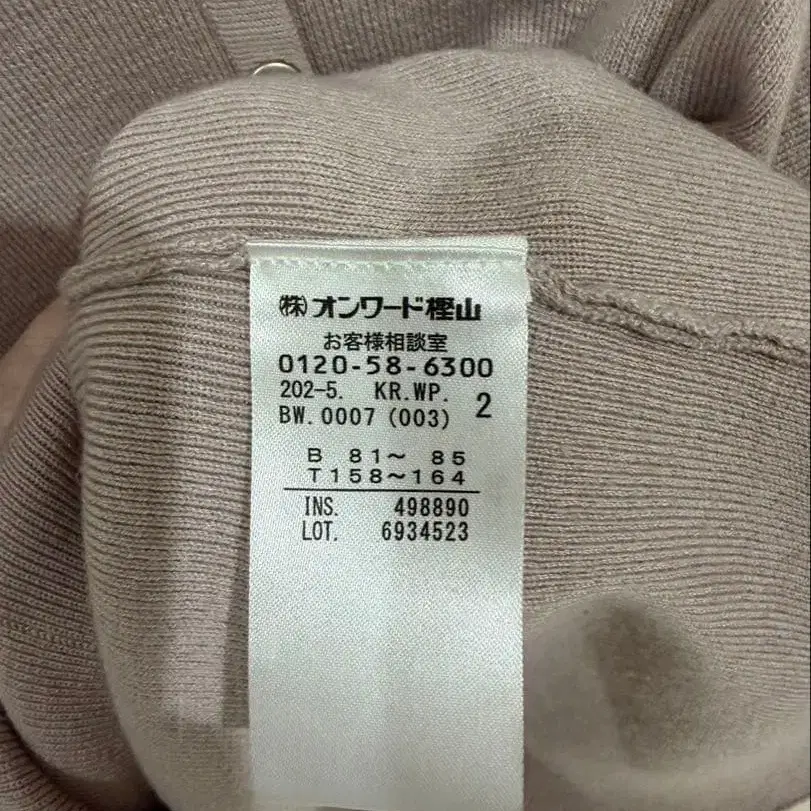 ㈱オンワード樫山
お客様相談室
0120-58-6300
202-5. KR.WP. 2
BW.0007(003)
B 81～ 85
T158～164
INS. 498890
LOT. 6934523